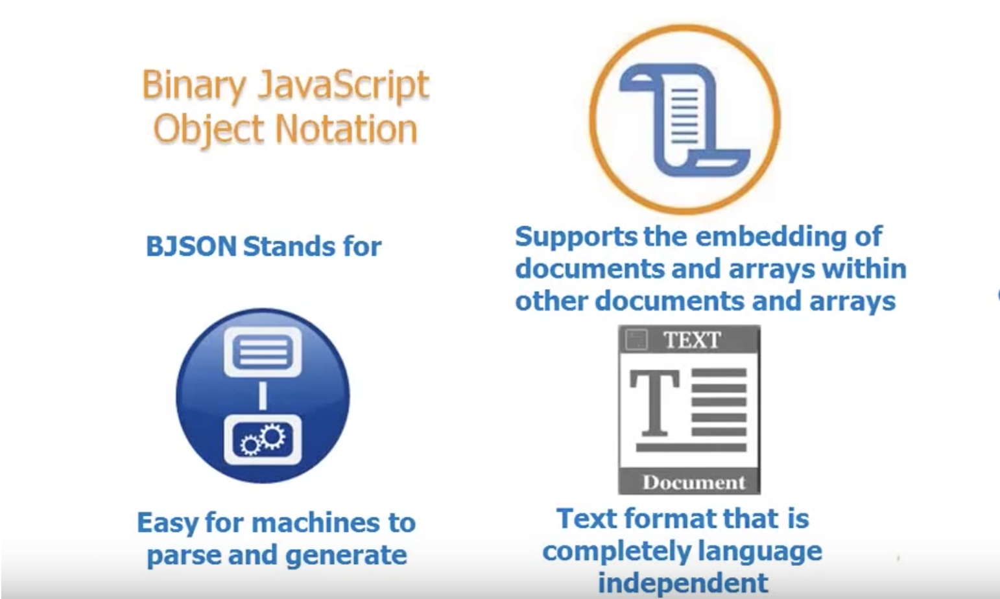 Binary JavaScript
Object Notation
BJSON Stands for
Supports the embedding of
documents and arrays within
other documents and arrays
Easy for machines to
parse and generate
TEXT
T
Document
Text format that is
completely language
independent